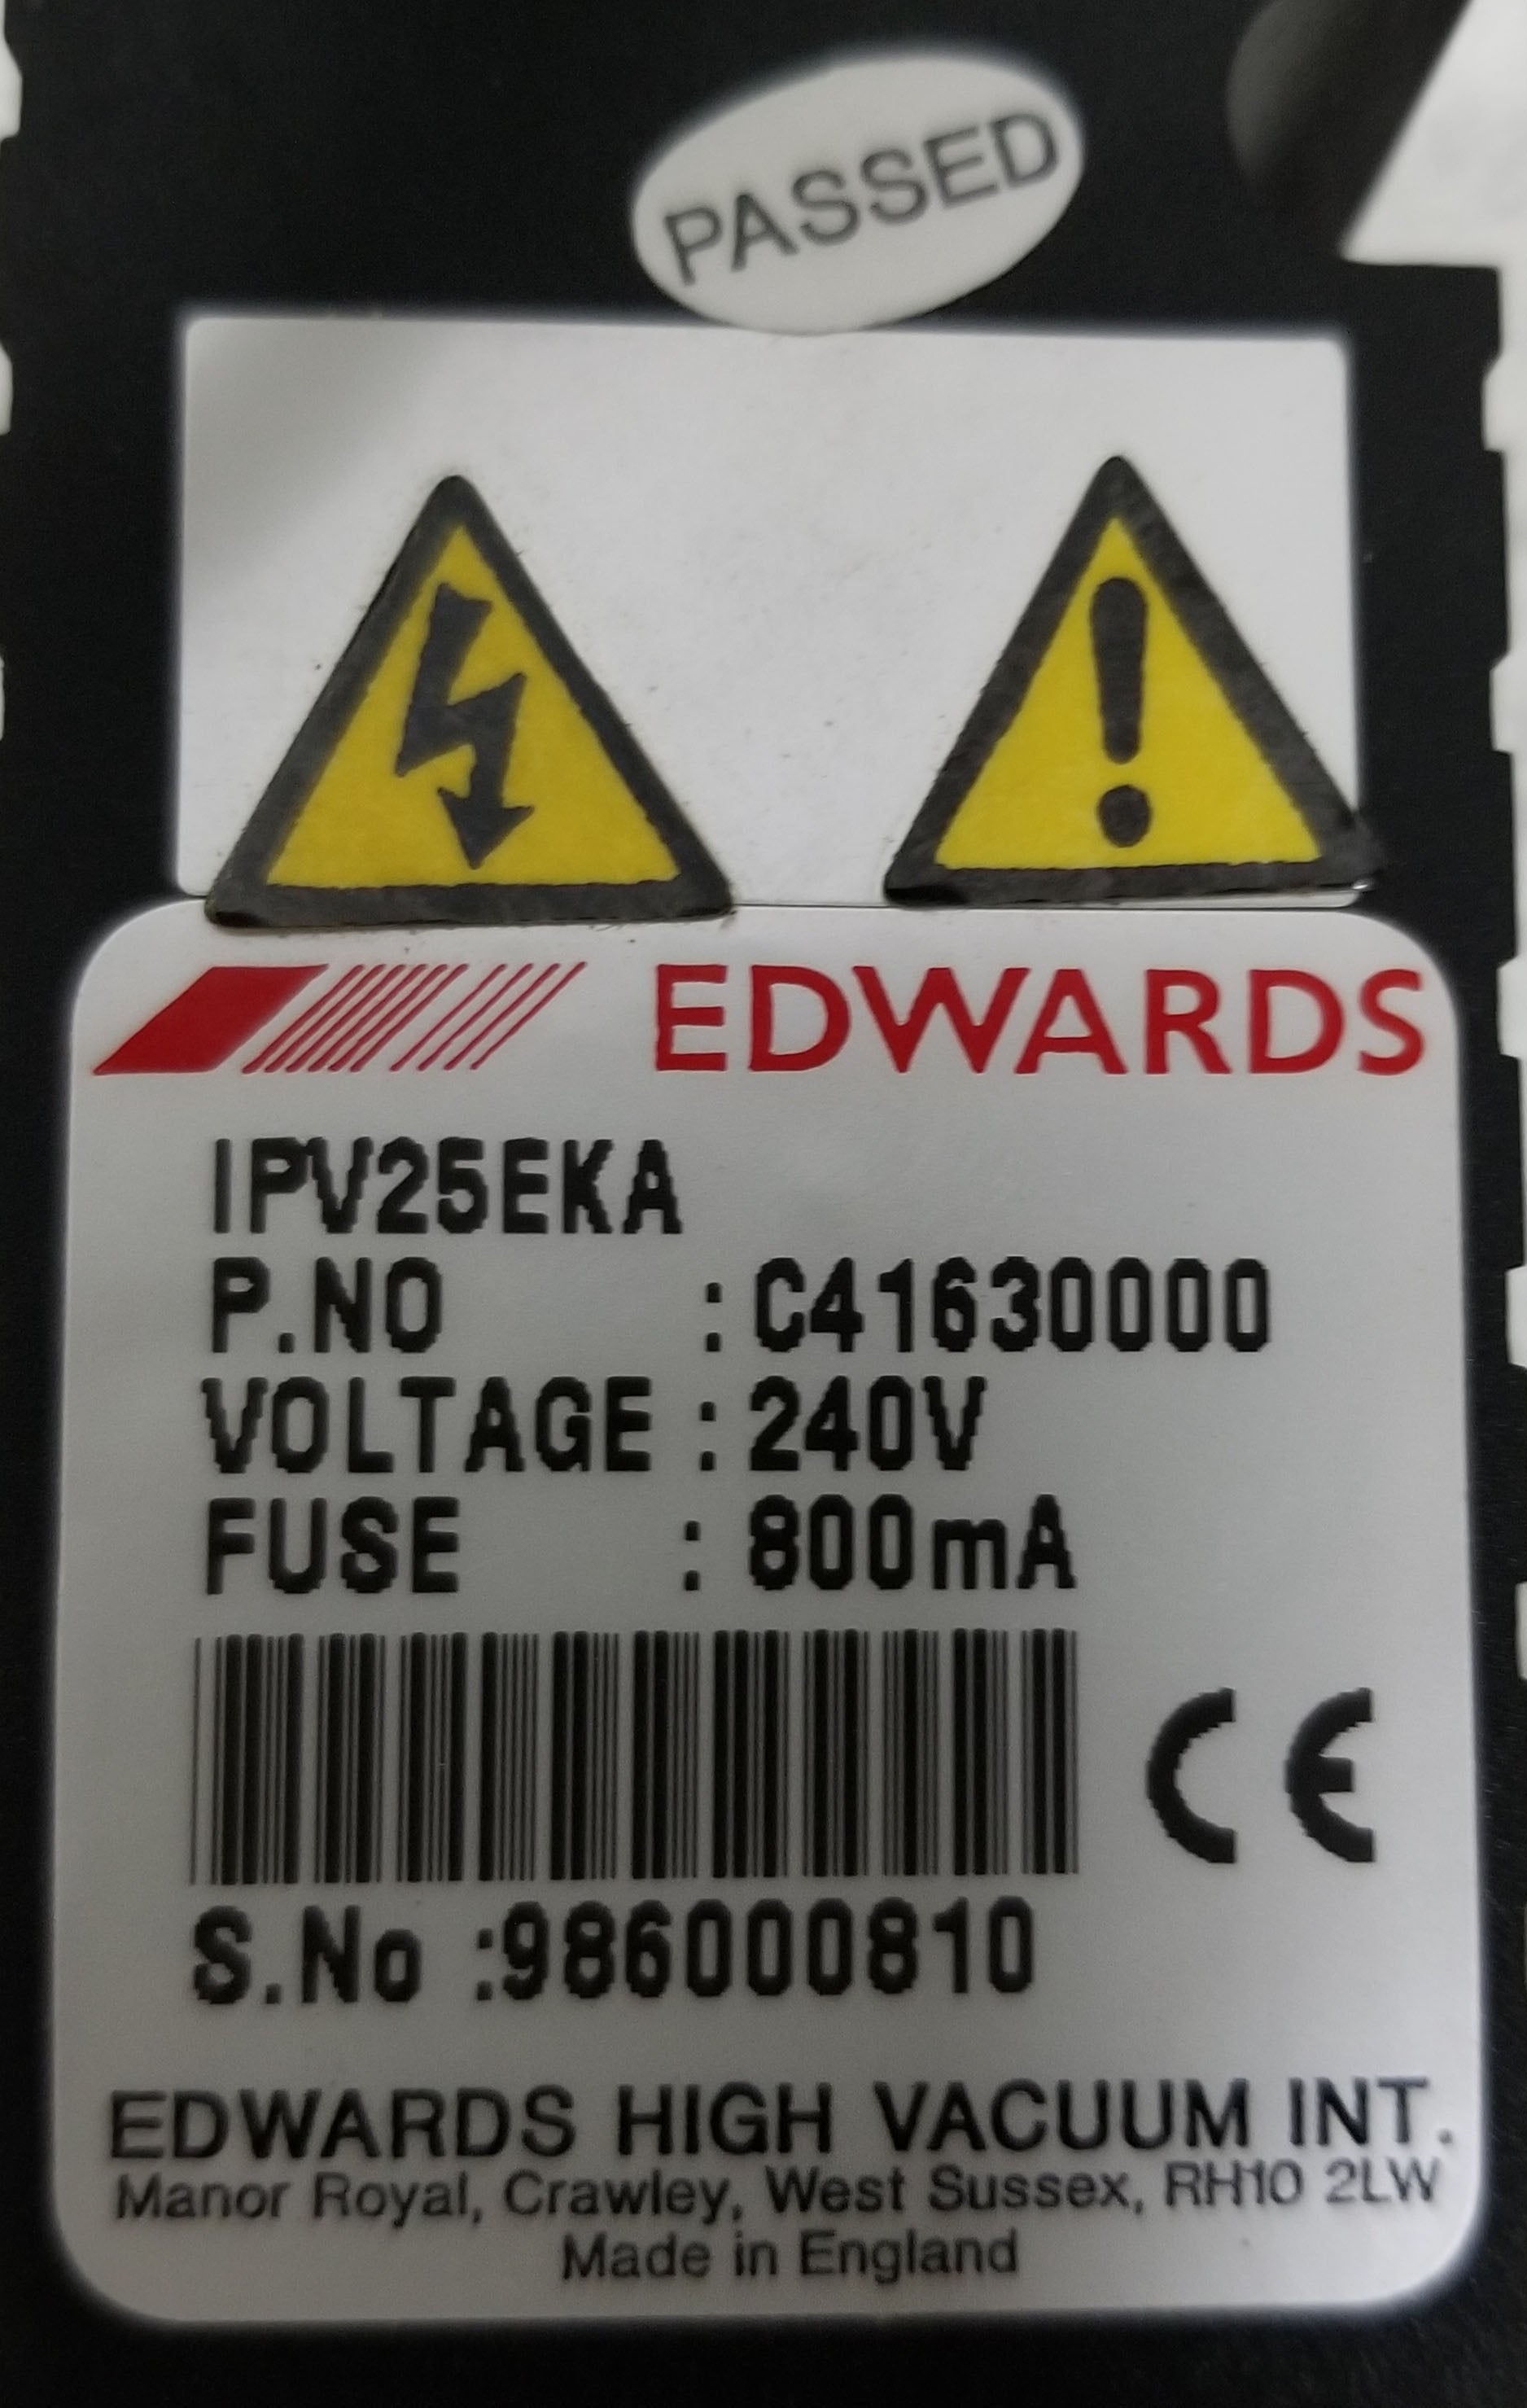 PASSED
EDWARDS
IPV25EKA
P.NO : C41630000
VOLTAGE : 240V
FUSE : 800mA
CE
S.No :986000810
EDWARDS HIGH VACUUM INT.
Manor Royal, Crawley, West Sussex, RH10 2LW
Made in England